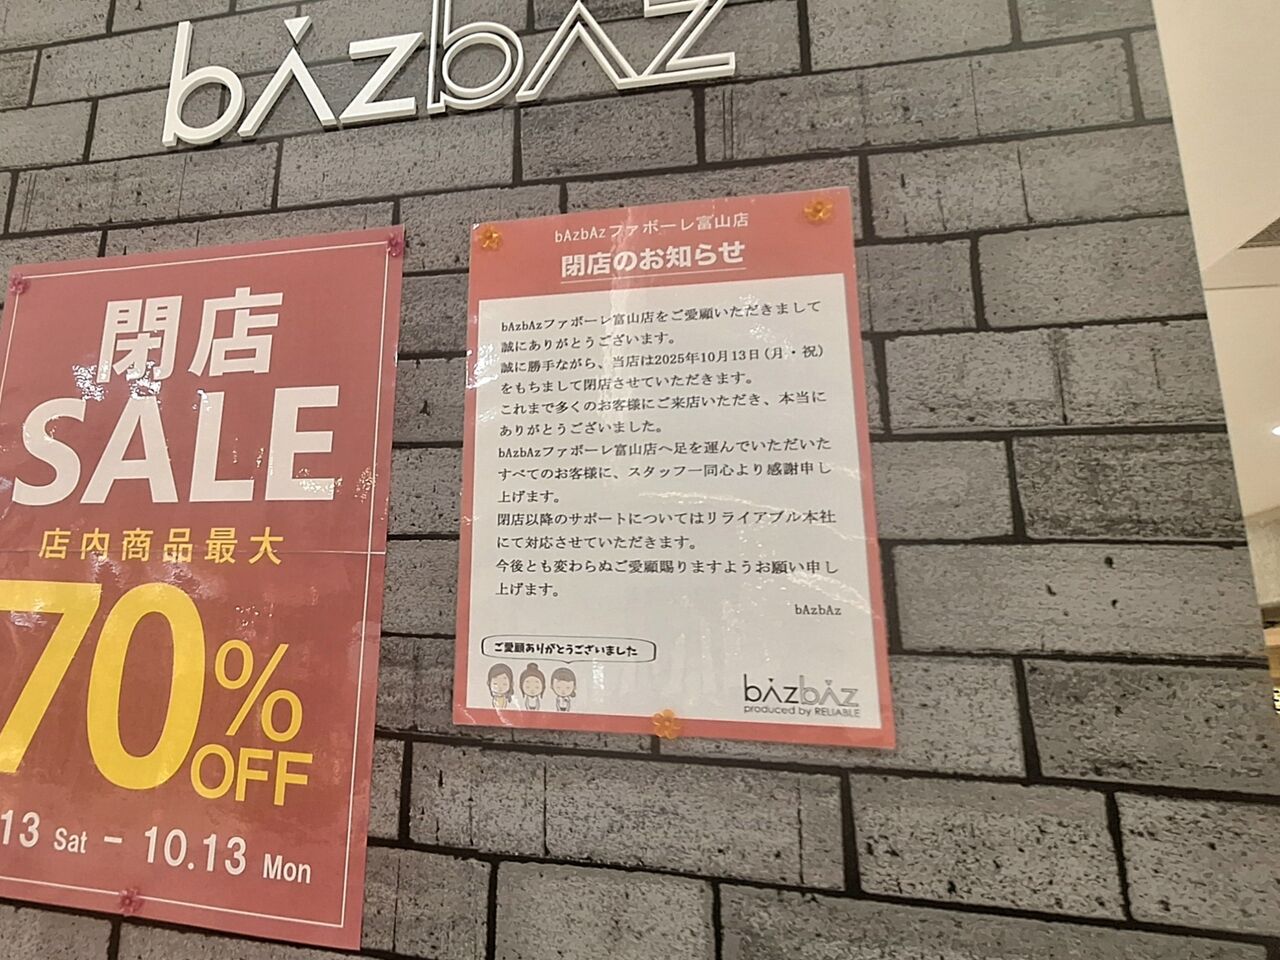 bAzbAz
閉店
SALE
店内商品最大
70%
OFF
13 Sat - 10.13 Mon
bAzbAzファボーレ富山店
閉店のお知らせ
bAzbAzファボーレ富山店をご愛顧いただきまして
誠にありがとうございます。
誠に勝手ながら、当店は2025年10月13日(月・祝)
をもちまして閉店させていただきます。
これまで多くのお客様にご来店いただき、本当に
ありがとうございました。
bAzbAzファボーレ富山店へ足を運んでいただいた
すべてのお客様に、スタッフ一同心より感謝申し
上げます。
閉店以降のサポートについてはリライアブル本社
にて対応させていただきます。
今後とも変わらぬご愛顧賜りますようお願い申し
上げます。
bAzbAz
ご愛顧ありがとうございました
bAzbAz
produced by RELIABLE